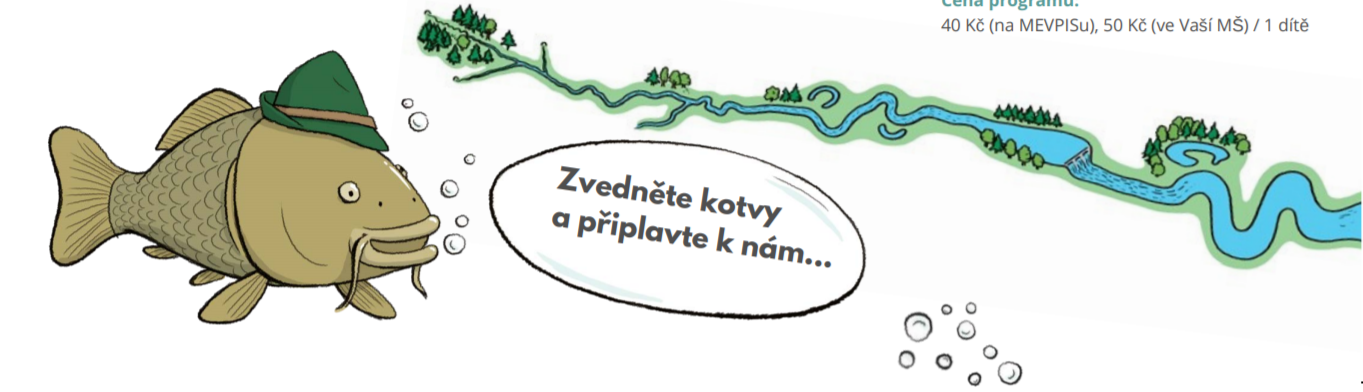 Cena programu:
40 Kč (na MEVPISu), 50 Kč (ve Vaší MŠ) / 1 dítě
Zvedněte kotvy
a připlavte k nám...